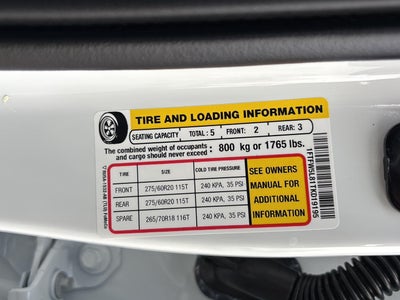 TIRE AND LOADING INFORMATION
SEATING CAPACITY TOTAL : 5 FRONT: 2 REAR: 3
The combined weight of occupants and cargo should never exceed : 800 kg or 1765 lbs.
TIRE SIZE COLD TIRE PRESSURE
FRONT 275/60R20 115T 240 KPA, 35 PSI
REAR 275/60R20 115T 240 KPA, 35 PSI
SPARE 265/70R18 116T 240 KPA, 35 PSI
SEE OWNERS
MANUAL FOR
ADDITIONAL
INFORMATION